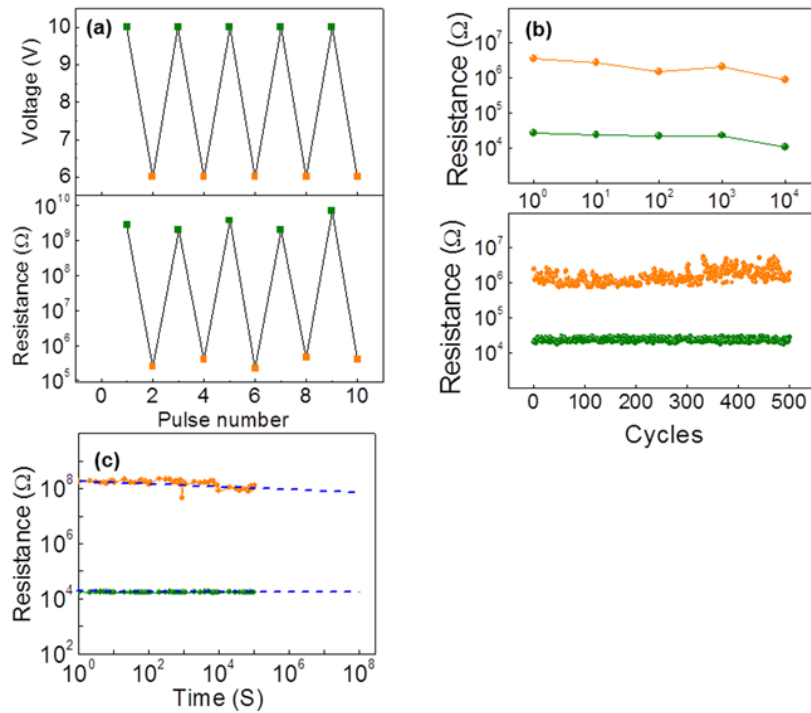 (a)
Voltage (V)
10
9
8
7
6
Resistance (Ω)
10^10
10^9
10^8
10^7
10^6
10^5
0 2 4 6 8 10
Pulse number
(b)
Resistance (Ω)
10^7
10^6
10^5
10^4
10^0 10^1 10^2 10^3 10^4
Resistance (Ω)
10^7
10^6
10^5
10^4
0 100 200 300 400 500
Cycles
(c)
Resistance (Ω)
10^8
10^6
10^4
10^2
10^0 10^2 10^4 10^6 10^8
Time (S)